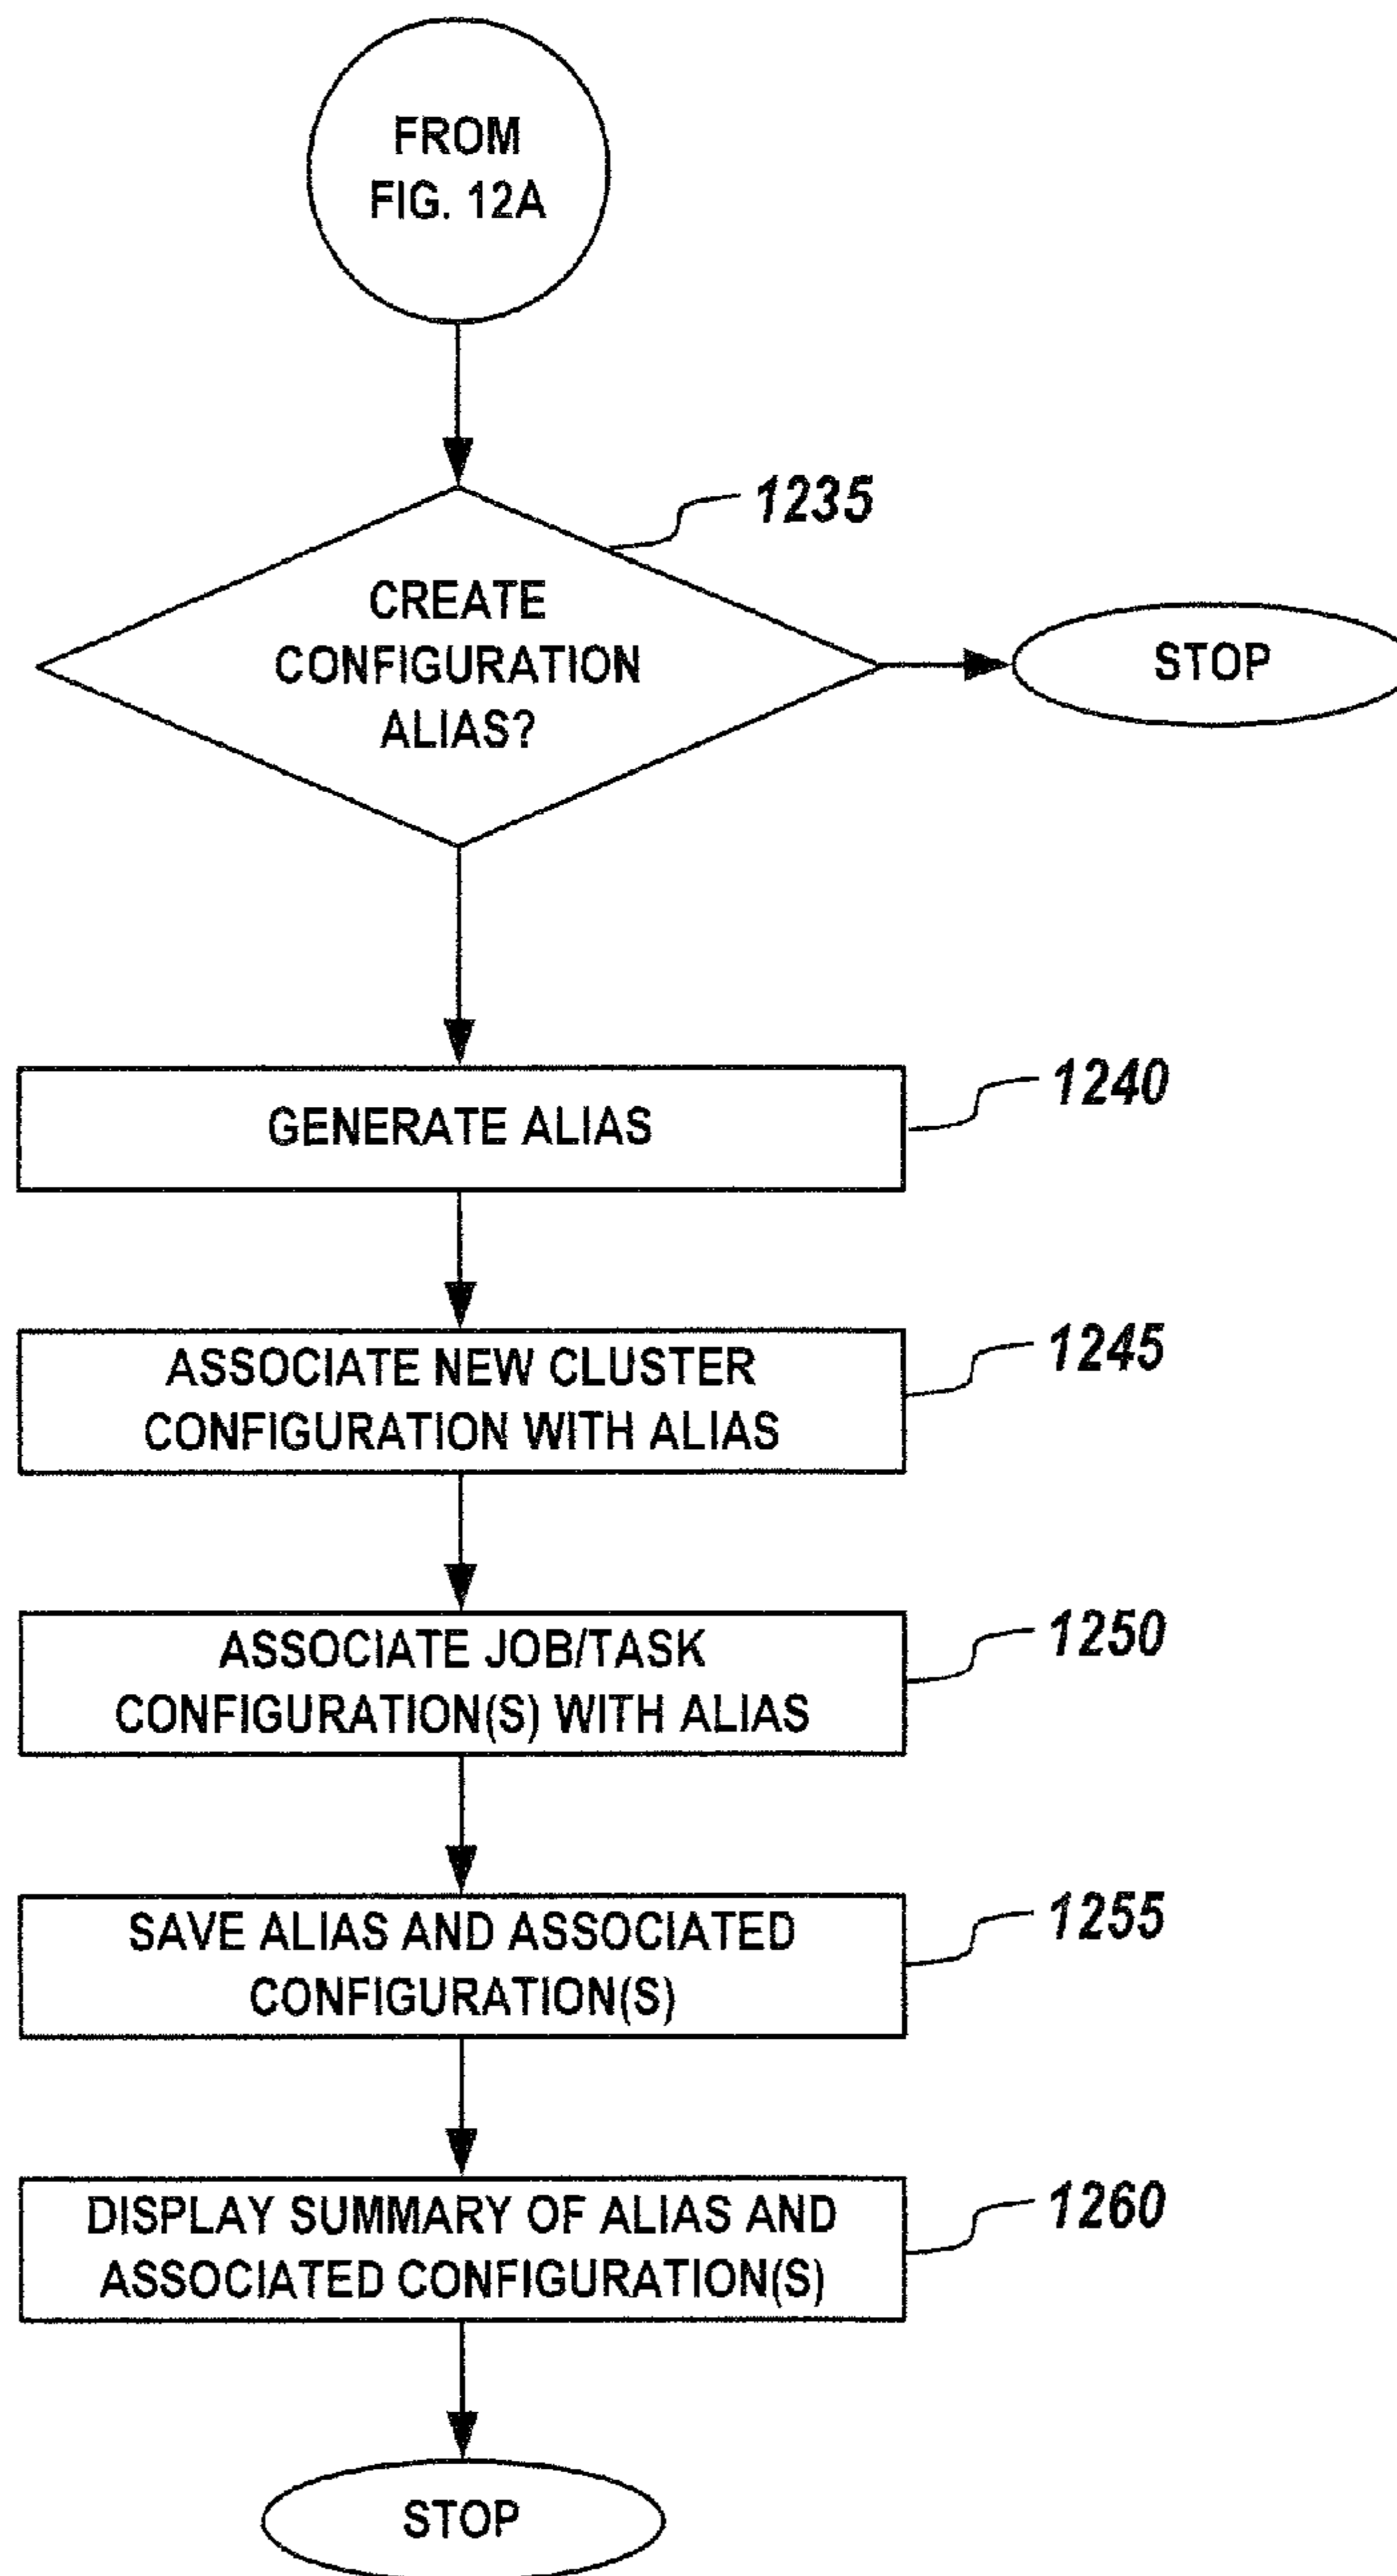 FROM
FIG. 12A
1235
CREATE
CONFIGURATION
ALIAS?
STOP
1240
GENERATE ALIAS
1245
ASSOCIATE NEW CLUSTER
CONFIGURATION WITH ALIAS
1250
ASSOCIATE JOB/TASK
CONFIGURATION(S) WITH ALIAS
1255
SAVE ALIAS AND ASSOCIATED
CONFIGURATION(S)
1260
DISPLAY SUMMARY OF ALIAS AND
ASSOCIATED CONFIGURATION(S)
STOP